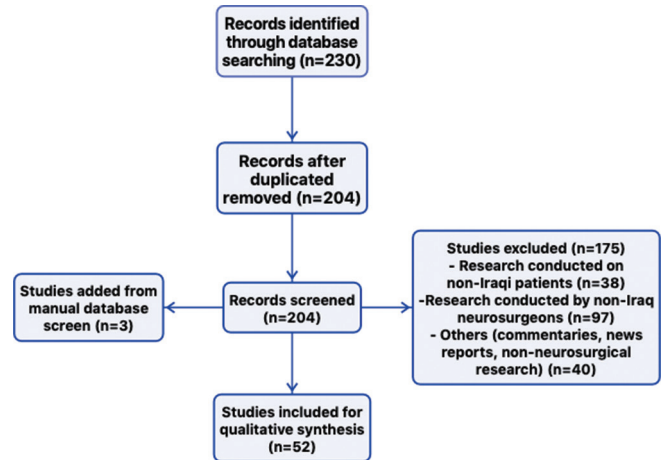 Records identified
through database
searching (n=230)
Records after
duplicated
removed (n=204)
Studies added from
manual database
screen (n=3)
Records screened
(n=204)
Studies excluded (n=175)
- Research conducted on
non-Iraqi patients (n=38)
-Research conducted by non-Iraq
neurosurgeons (n=97)
- Others (commentaries, news
reports, non-neurosurgical
research) (n=40)
Studies included for
qualitative synthesis
(n=52)